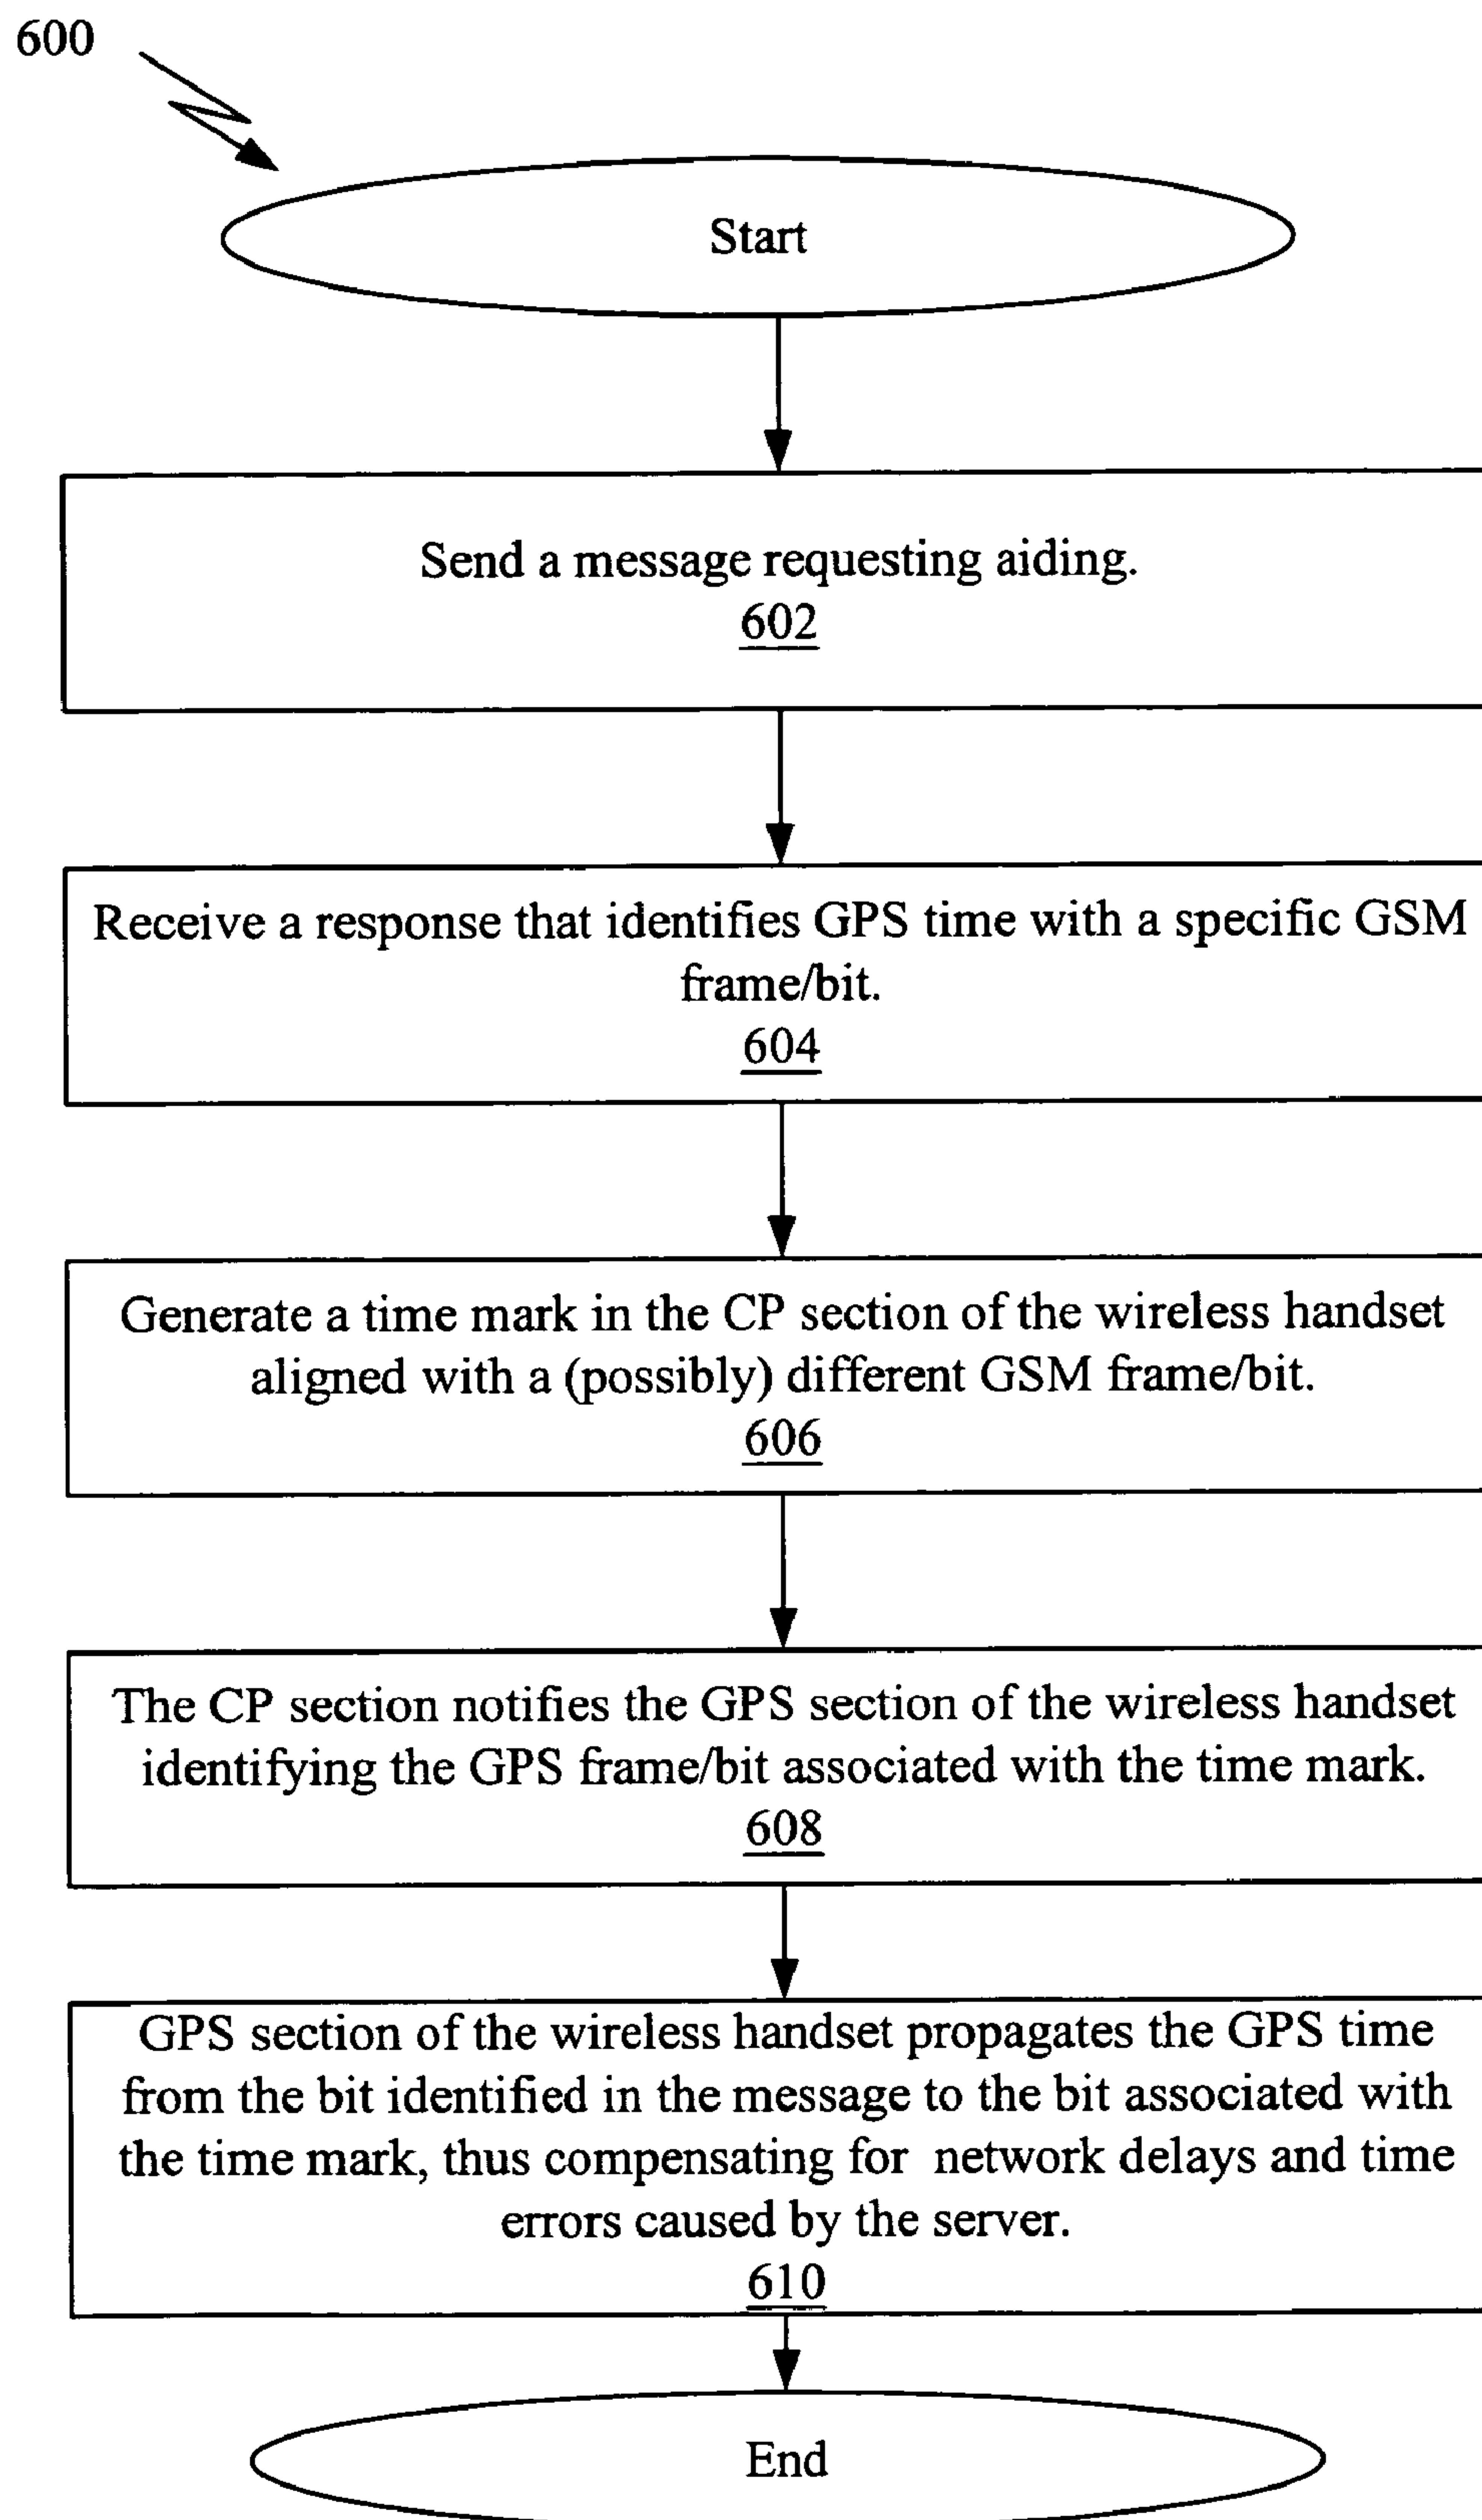 600
Start
Send a message requesting aiding.
602
Receive a response that identifies GPS time with a specific GSM
frame/bit.
604
Generate a time mark in the CP section of the wireless handset
aligned with a (possibly) different GSM frame/bit.
606
The CP section notifies the GPS section of the wireless handset
identifying the GPS frame/bit associated with the time mark.
608
GPS section of the wireless handset propagates the GPS time
from the bit identified in the message to the bit associated with
the time mark, thus compensating for network delays and time
errors caused by the server.
610
End